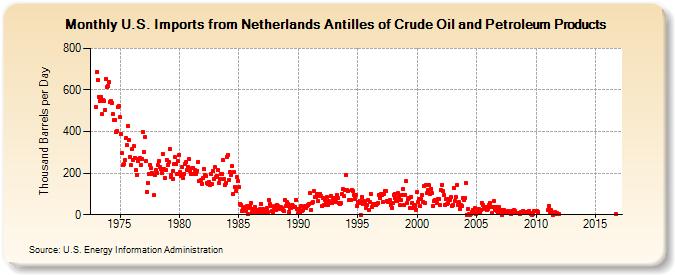 Monthly U.S. Imports from Netherlands Antilles of Crude Oil and Petroleum Products
Thousand Barrels per Day
800
600
400
200
0
1975 1980 1985 1990 1995 2000 2005 2010 2015
Source: U.S. Energy Information Administration